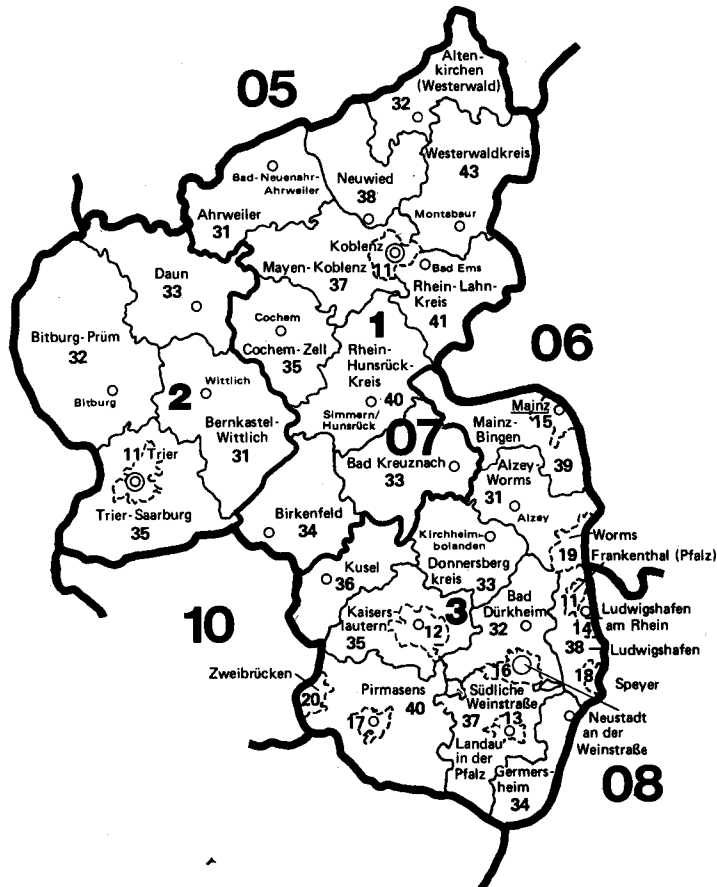 05
Alten-
kirchen
(Westerwald)
32
Westerwaldkreis
43
Bad-Neuenahr-
Ahrweiler
Neuwied
38
Ahrweiler
31
Montabaur
Koblenz
11
Mayen-Koblenz
37
Bad Ems
Rhein-Lahn-
Kreis
41
Daun
33
Cochem
Cochem-Zell
35
1
Rhein-
Hunsrück-
Kreis
40
Simmern/
Hunsrück
06
Bitburg-Prüm
32
Bitburg
2
Wittlich
Bernkastel-
Wittlich
31
11 Trier
Trier-Saarburg
35
07
Mainz
15
Mainz-
Bingen
39
Bad Kreuznach
33
Alzey-
Worms
31
Alzey
Birkenfeld
34
Worms
19
Frankenthal (Pfalz)
11
Kirchheim-
bolanden
Donnersberg
kreis
33
Kusel
36
10
Kaisers
lautern
35
12
3
Bad
Dürkheim
32
Ludwigshafen
am Rhein
14
38
Ludwigshafen
18
Speyer
Zweibrücken
20
Pirmasens
40
17
16
Neustadt
an der
Weinstraße
Südliche
Weinstraße
37
13
Landau
in der
Pfalz
Germers-
heim
34
08